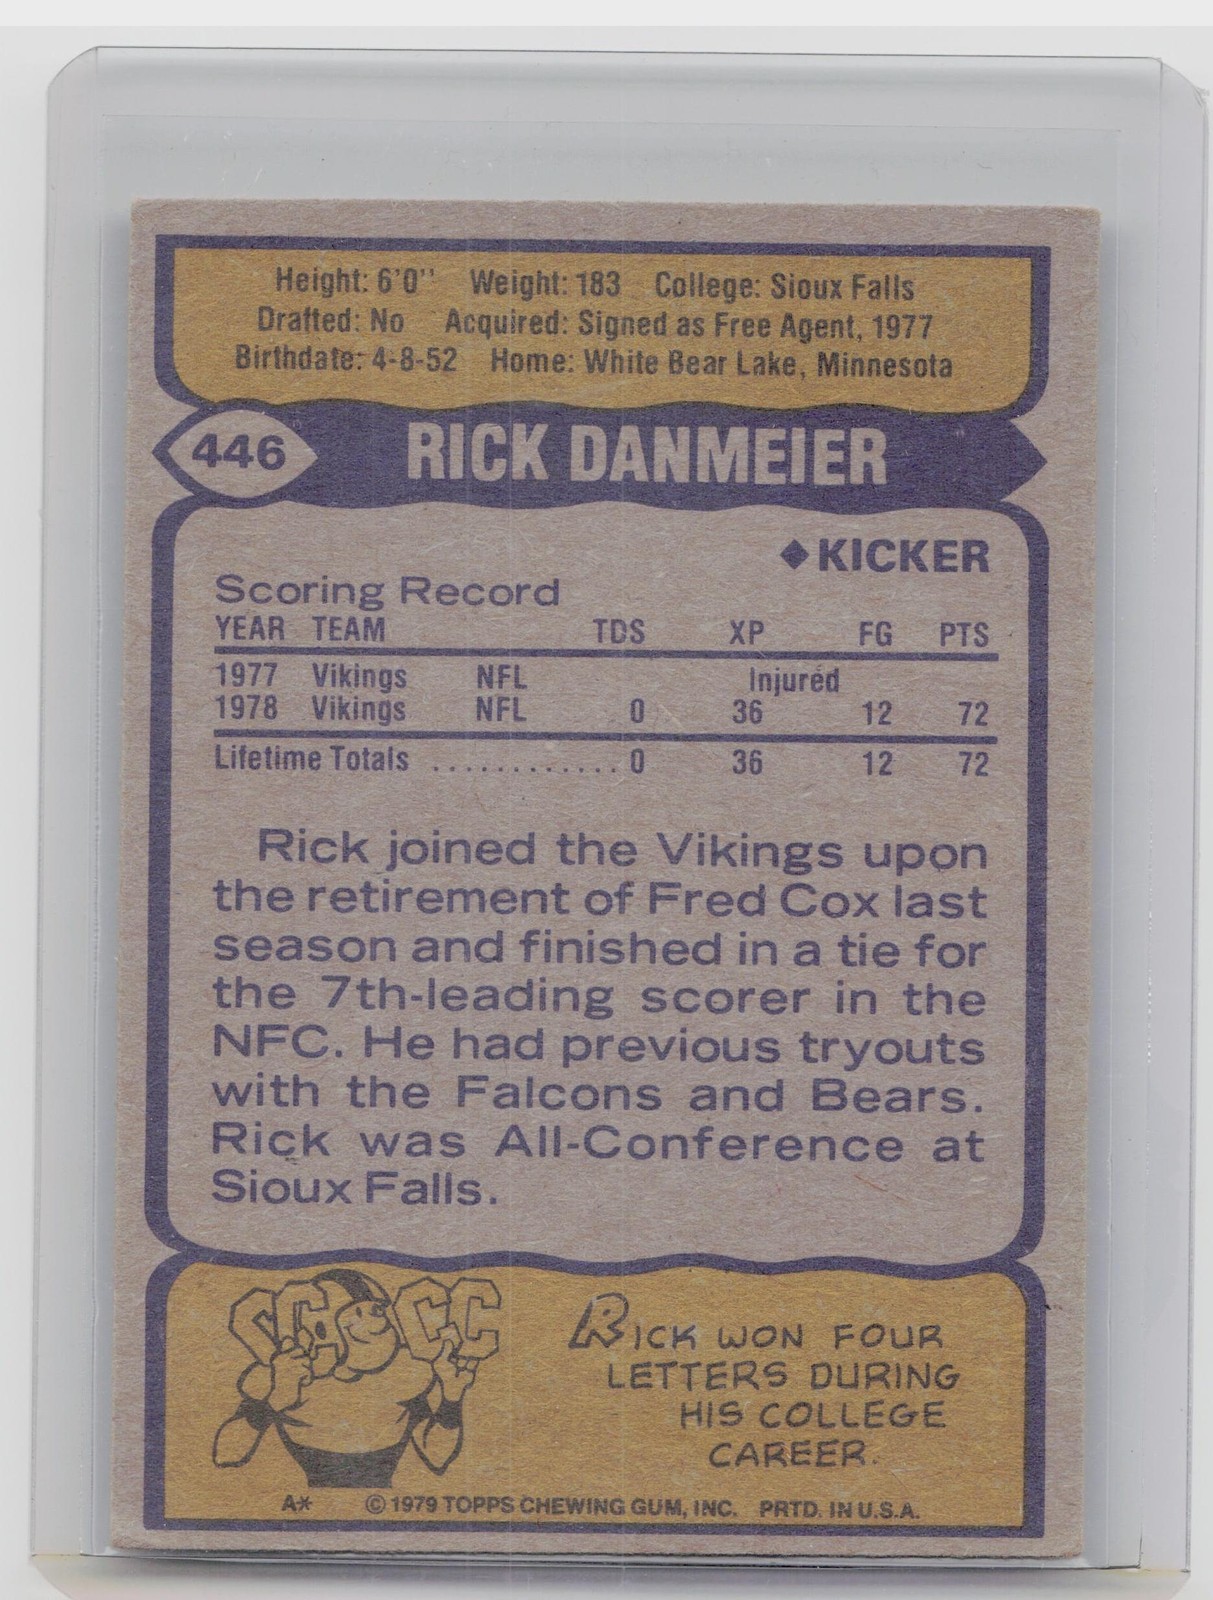 Height: 6'0'' Weight: 183 College: Sioux Falls
Drafted: No Acquired: Signed as Free Agent, 1977
Birthdate: 4-8-52 Home: White Bear Lake, Minnesota
446 RICK DANMEIER
◆ KICKER
Scoring Record
YEAR TEAM TDS XP FG PTS
1977 Vikings NFL Injured
1978 Vikings NFL 0 36 12 72
Lifetime Totals ............. 0 36 12 72
Rick joined the Vikings upon
the retirement of Fred Cox last
season and finished in a tie for
the 7th-leading scorer in the
NFC. He had previous tryouts
with the Falcons and Bears.
Rick was All-Conference at
Sioux Falls.
RICK WON FOUR
LETTERS DURING
HIS COLLEGE
CAREER.
A* © 1979 TOPPS CHEWING GUM, INC. PRTD. IN U.S.A.